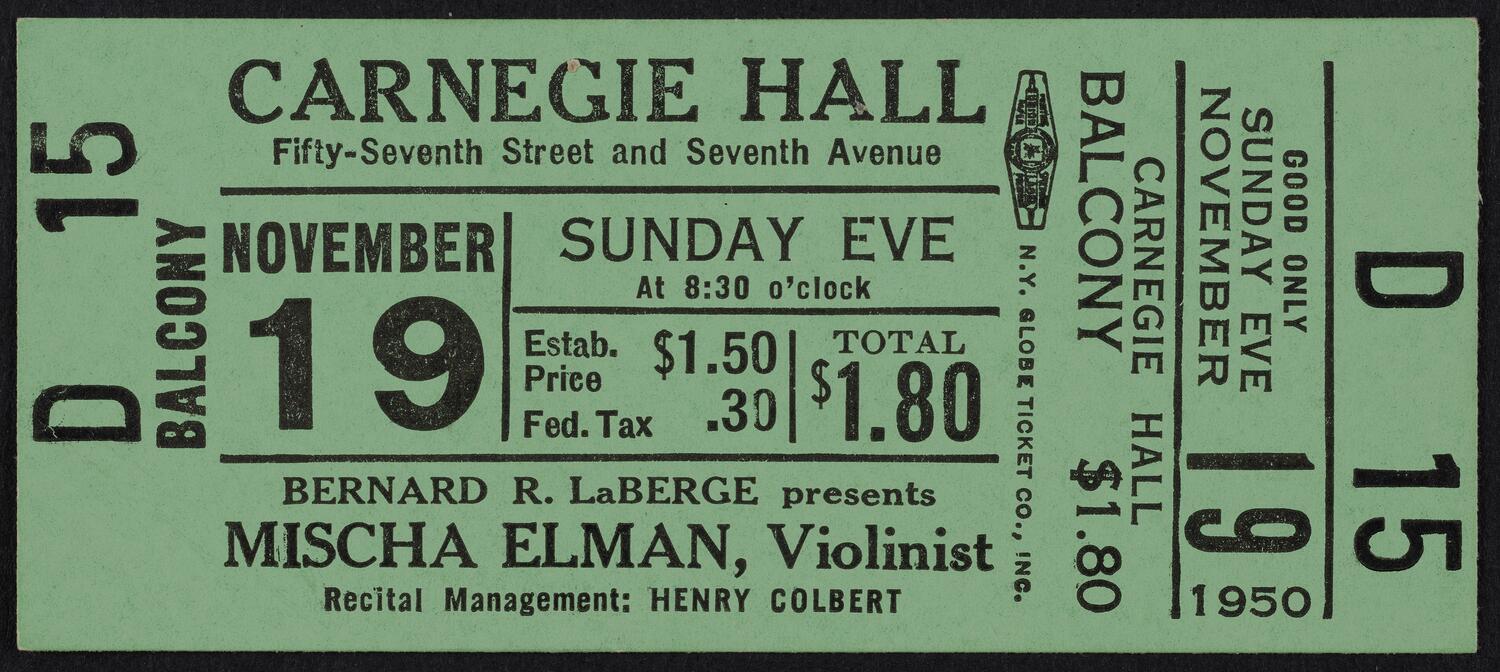 D 15
BALCONY
CARNEGIE HALL
Fifty-Seventh Street and Seventh Avenue
NOVEMBER
19
SUNDAY EVE
At 8:30 o'clock
Estab. Price $1.50
Fed. Tax .30
TOTAL
$1.80
BERNARD R. LaBERGE presents
MISCHA ELMAN, Violinist
Recital Management: HENRY COLBERT
N.Y. GLOBE TICKET CO., INC.
CARNEGIE HALL
BALCONY $1.80
GOOD ONLY
SUNDAY EVE
NOVEMBER
19
1950
D 15